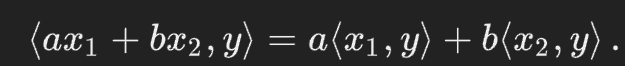 ⟨ax₁ + bx₂, y⟩ = a⟨x₁, y⟩ + b⟨x₂, y⟩ .